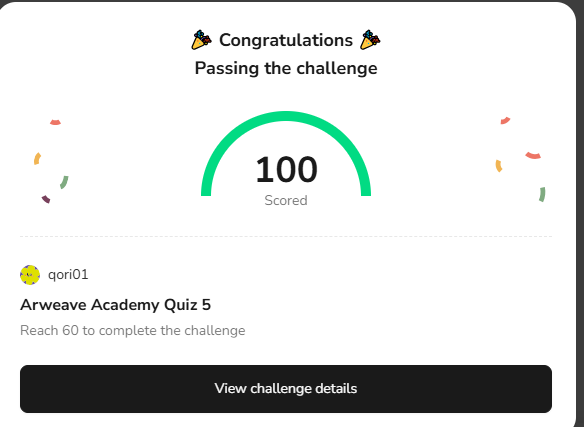 🎉 Congratulations 🎉
Passing the challenge
100
Scored
qori01
Arweave Academy Quiz 5
Reach 60 to complete the challenge
View challenge details